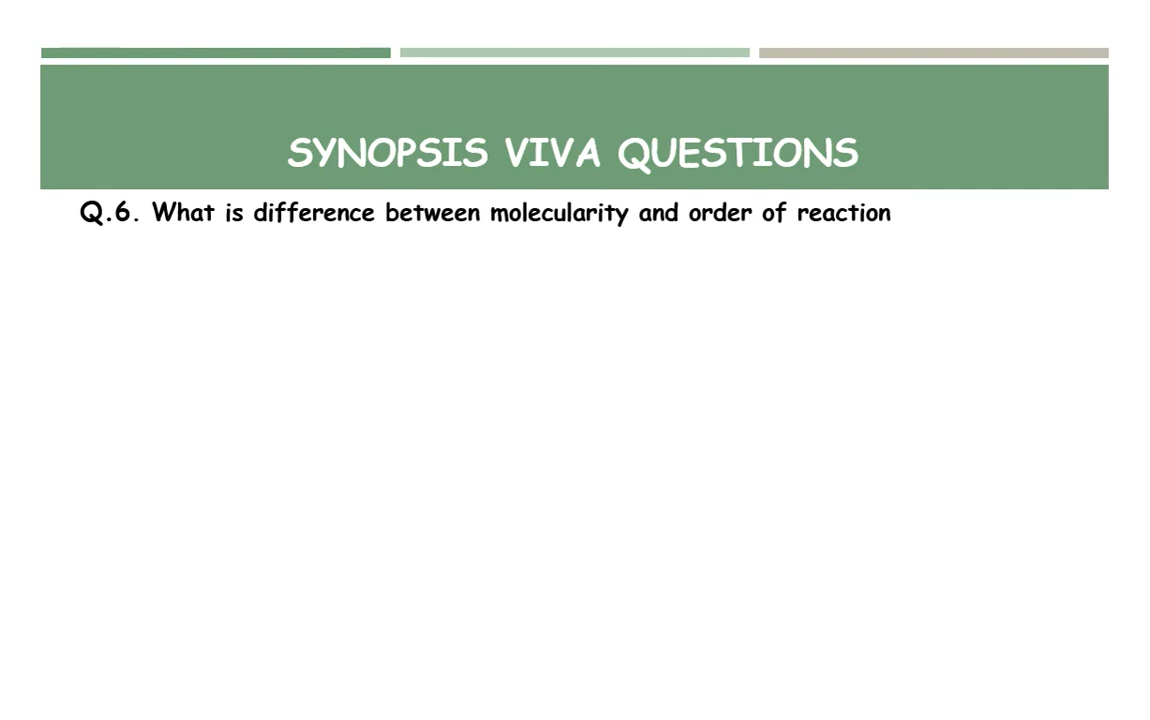 SYNOPSIS VIVA QUESTIONS
Q.6. What is difference between molecularity and order of reaction